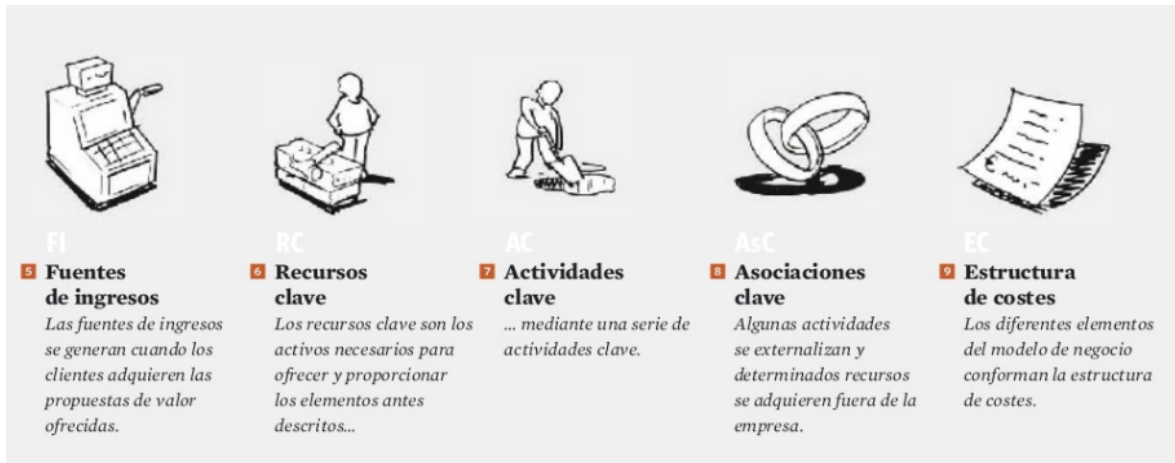 FI
5 Fuentes
de ingresos
Las fuentes de ingresos
se generan cuando los
clientes adquieren las
propuestas de valor
ofrecidas.
RC
6 Recursos
clave
Los recursos clave son los
activos necesarios para
ofrecer y proporcionar
los elementos antes
descritos...
AC
7 Actividades
clave
... mediante una serie de
actividades clave.
AsC
8 Asociaciones
clave
Algunas actividades
se externalizan y
determinados recursos
se adquieren fuera de la
empresa.
EC
9 Estructura
de costes
Los diferentes elementos
del modelo de negocio
conforman la estructura
de costes.